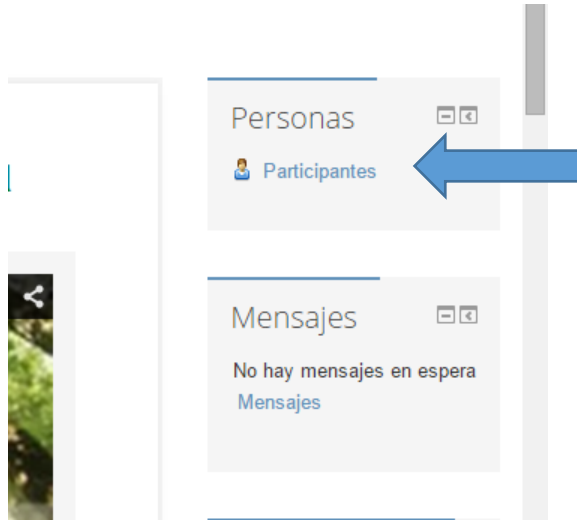 Personas
Participantes
Mensajes
No hay mensajes en espera
Mensajes